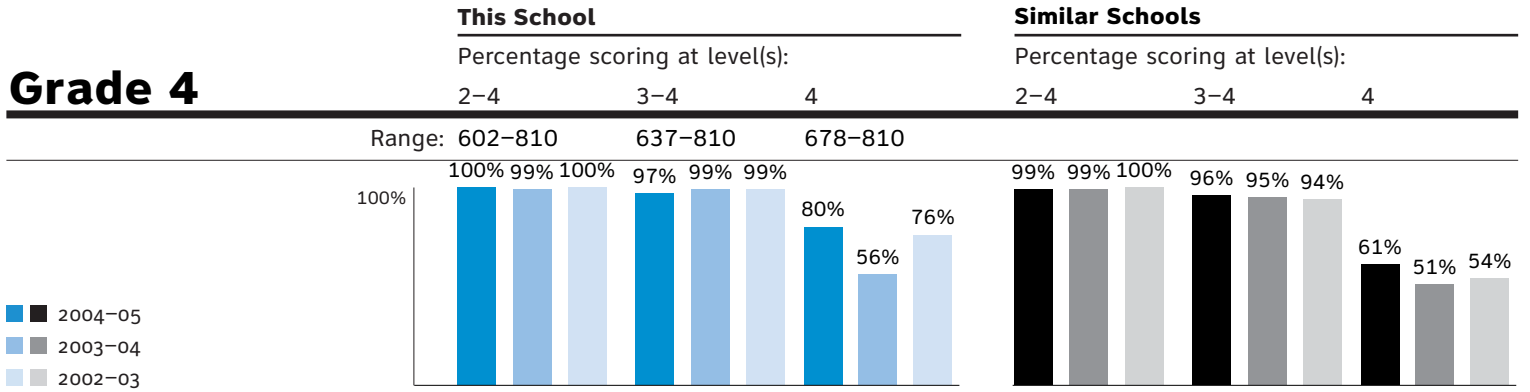 This School
Similar Schools
Percentage scoring at level(s):
Percentage scoring at level(s):
Grade 4
2–4 3–4 4
2–4 3–4 4
Range: 602–810 637–810 678–810
100% 99% 100% 97% 99% 99% 80% 56% 76%
99% 99% 100% 96% 95% 94% 61% 51% 54%
100%
2004–05
2003–04
2002–03